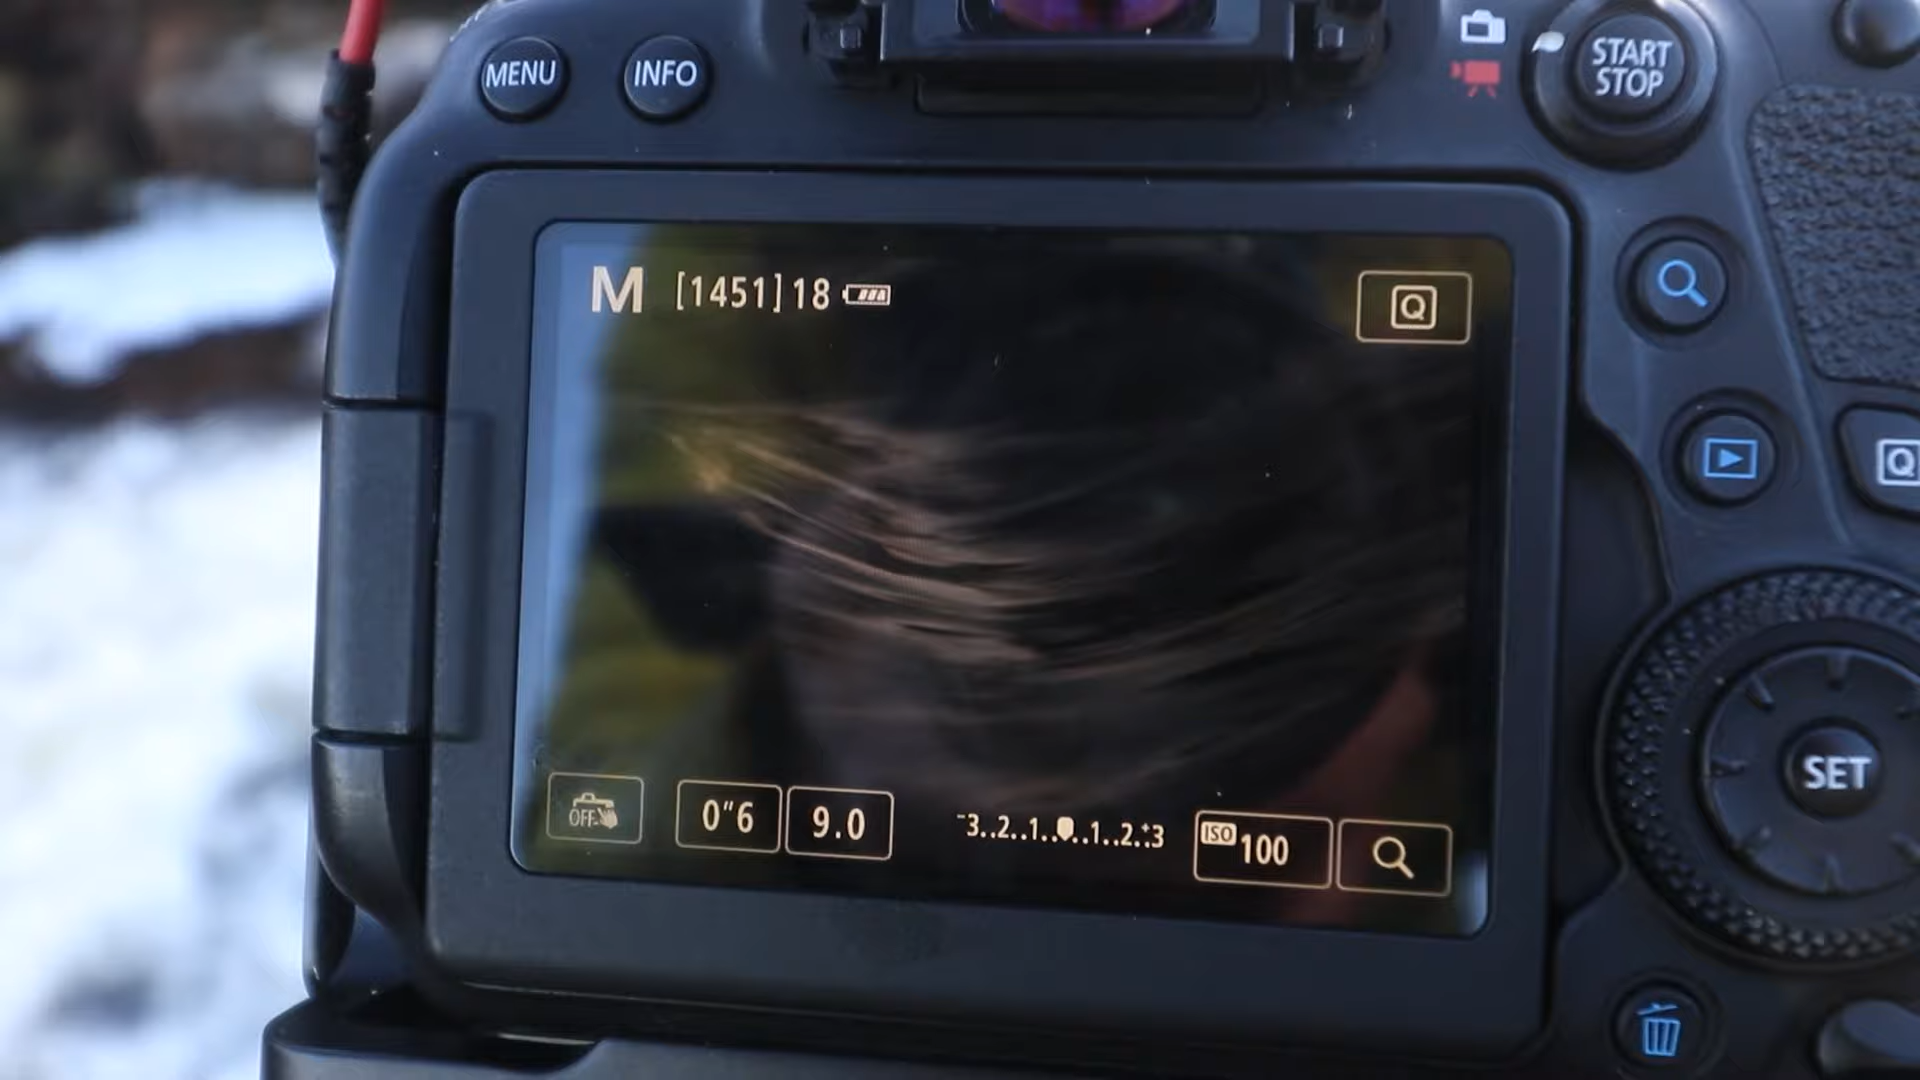 MENU INFO START
STOP
M [1451] 18 Q
Q
SET
OFF 0"6 9.0 -3..2..1....1..2.+3 ISO 100